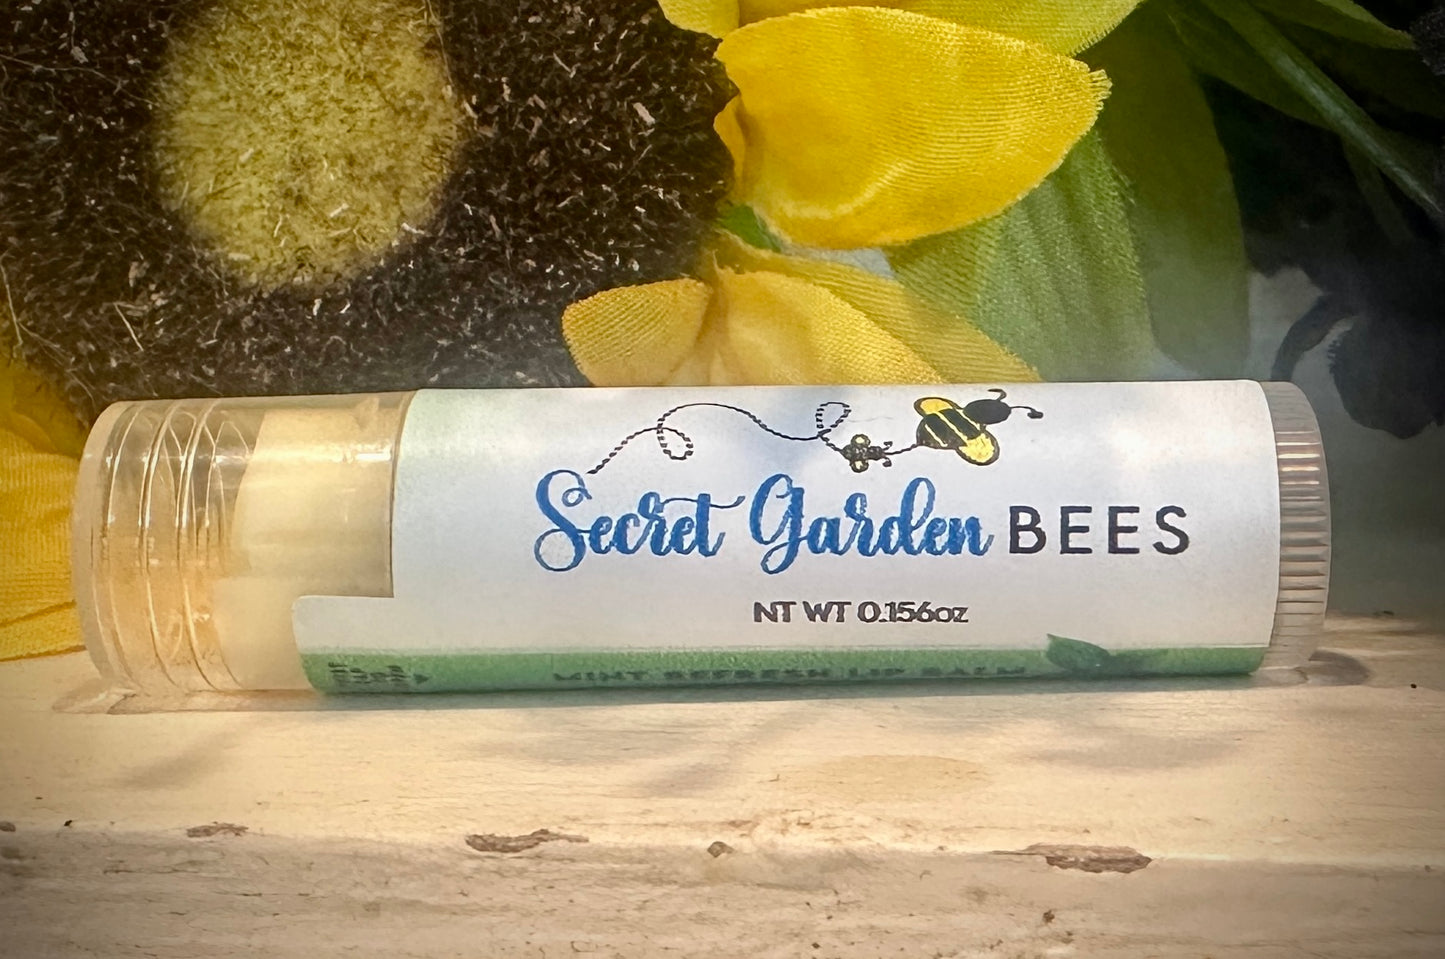 Secret Garden BEES
NT WT 0.156oz
MINT REFRESH LIP BALM